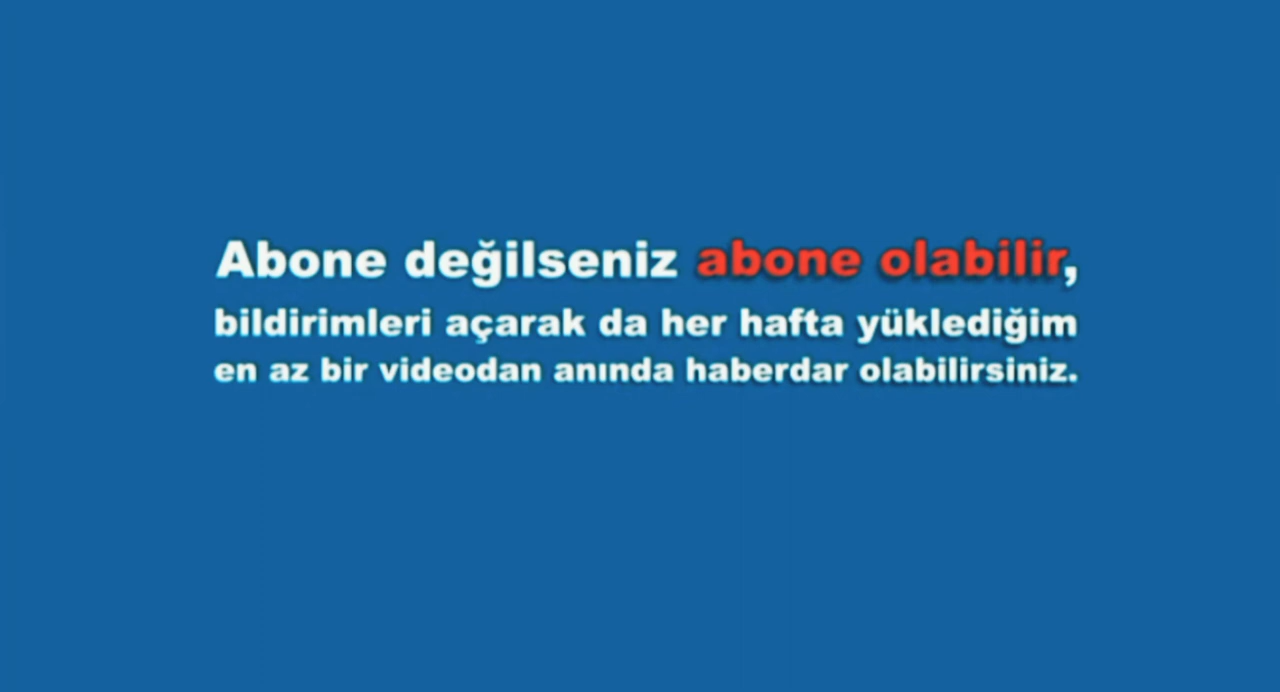 Abone değilseniz abone olabilir,
bildirimleri açarak da her hafta yüklediğim
en az bir videodan anında haberdar olabilirsiniz.